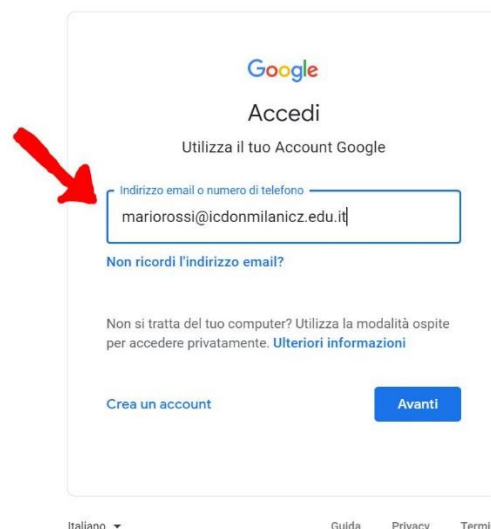 Google
Accedi
Utilizza il tuo Account Google
Indirizzo email o numero di telefono
mariorossi@icdonmilanicz.edu.it
Non ricordi l'indirizzo email?
Non si tratta del tuo computer? Utilizza la modalità ospite
per accedere privatamente. Ulteriori informazioni
Crea un account
Avanti
Italiano
Guida
Privacy
Termi